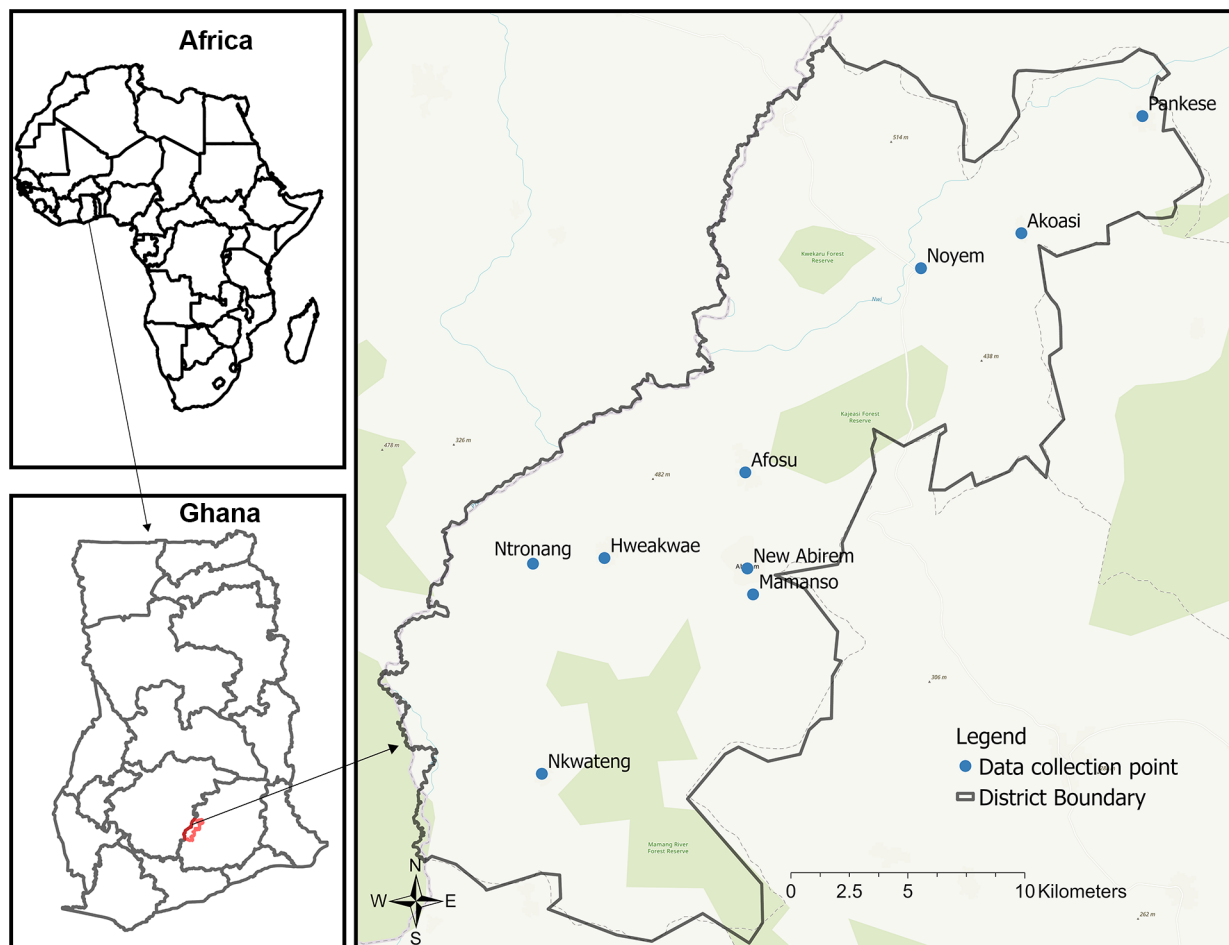 Africa
Ghana
Pankese
514 m
Akoasi
Noyem
Kwekaru Forest
Reserve
Nwi
438 m
Kajeasi Forest
Reserve
478 m
326 m
Afosu
482 m
Ntronang
Hweakwae
New Abirem
Mamanso
306 m
Nkwateng
Legend
Data collection point
District Boundary
Mamang River
Forest Reserve
N
W
E
S
0 2.5 5 10 Kilometers
262 m